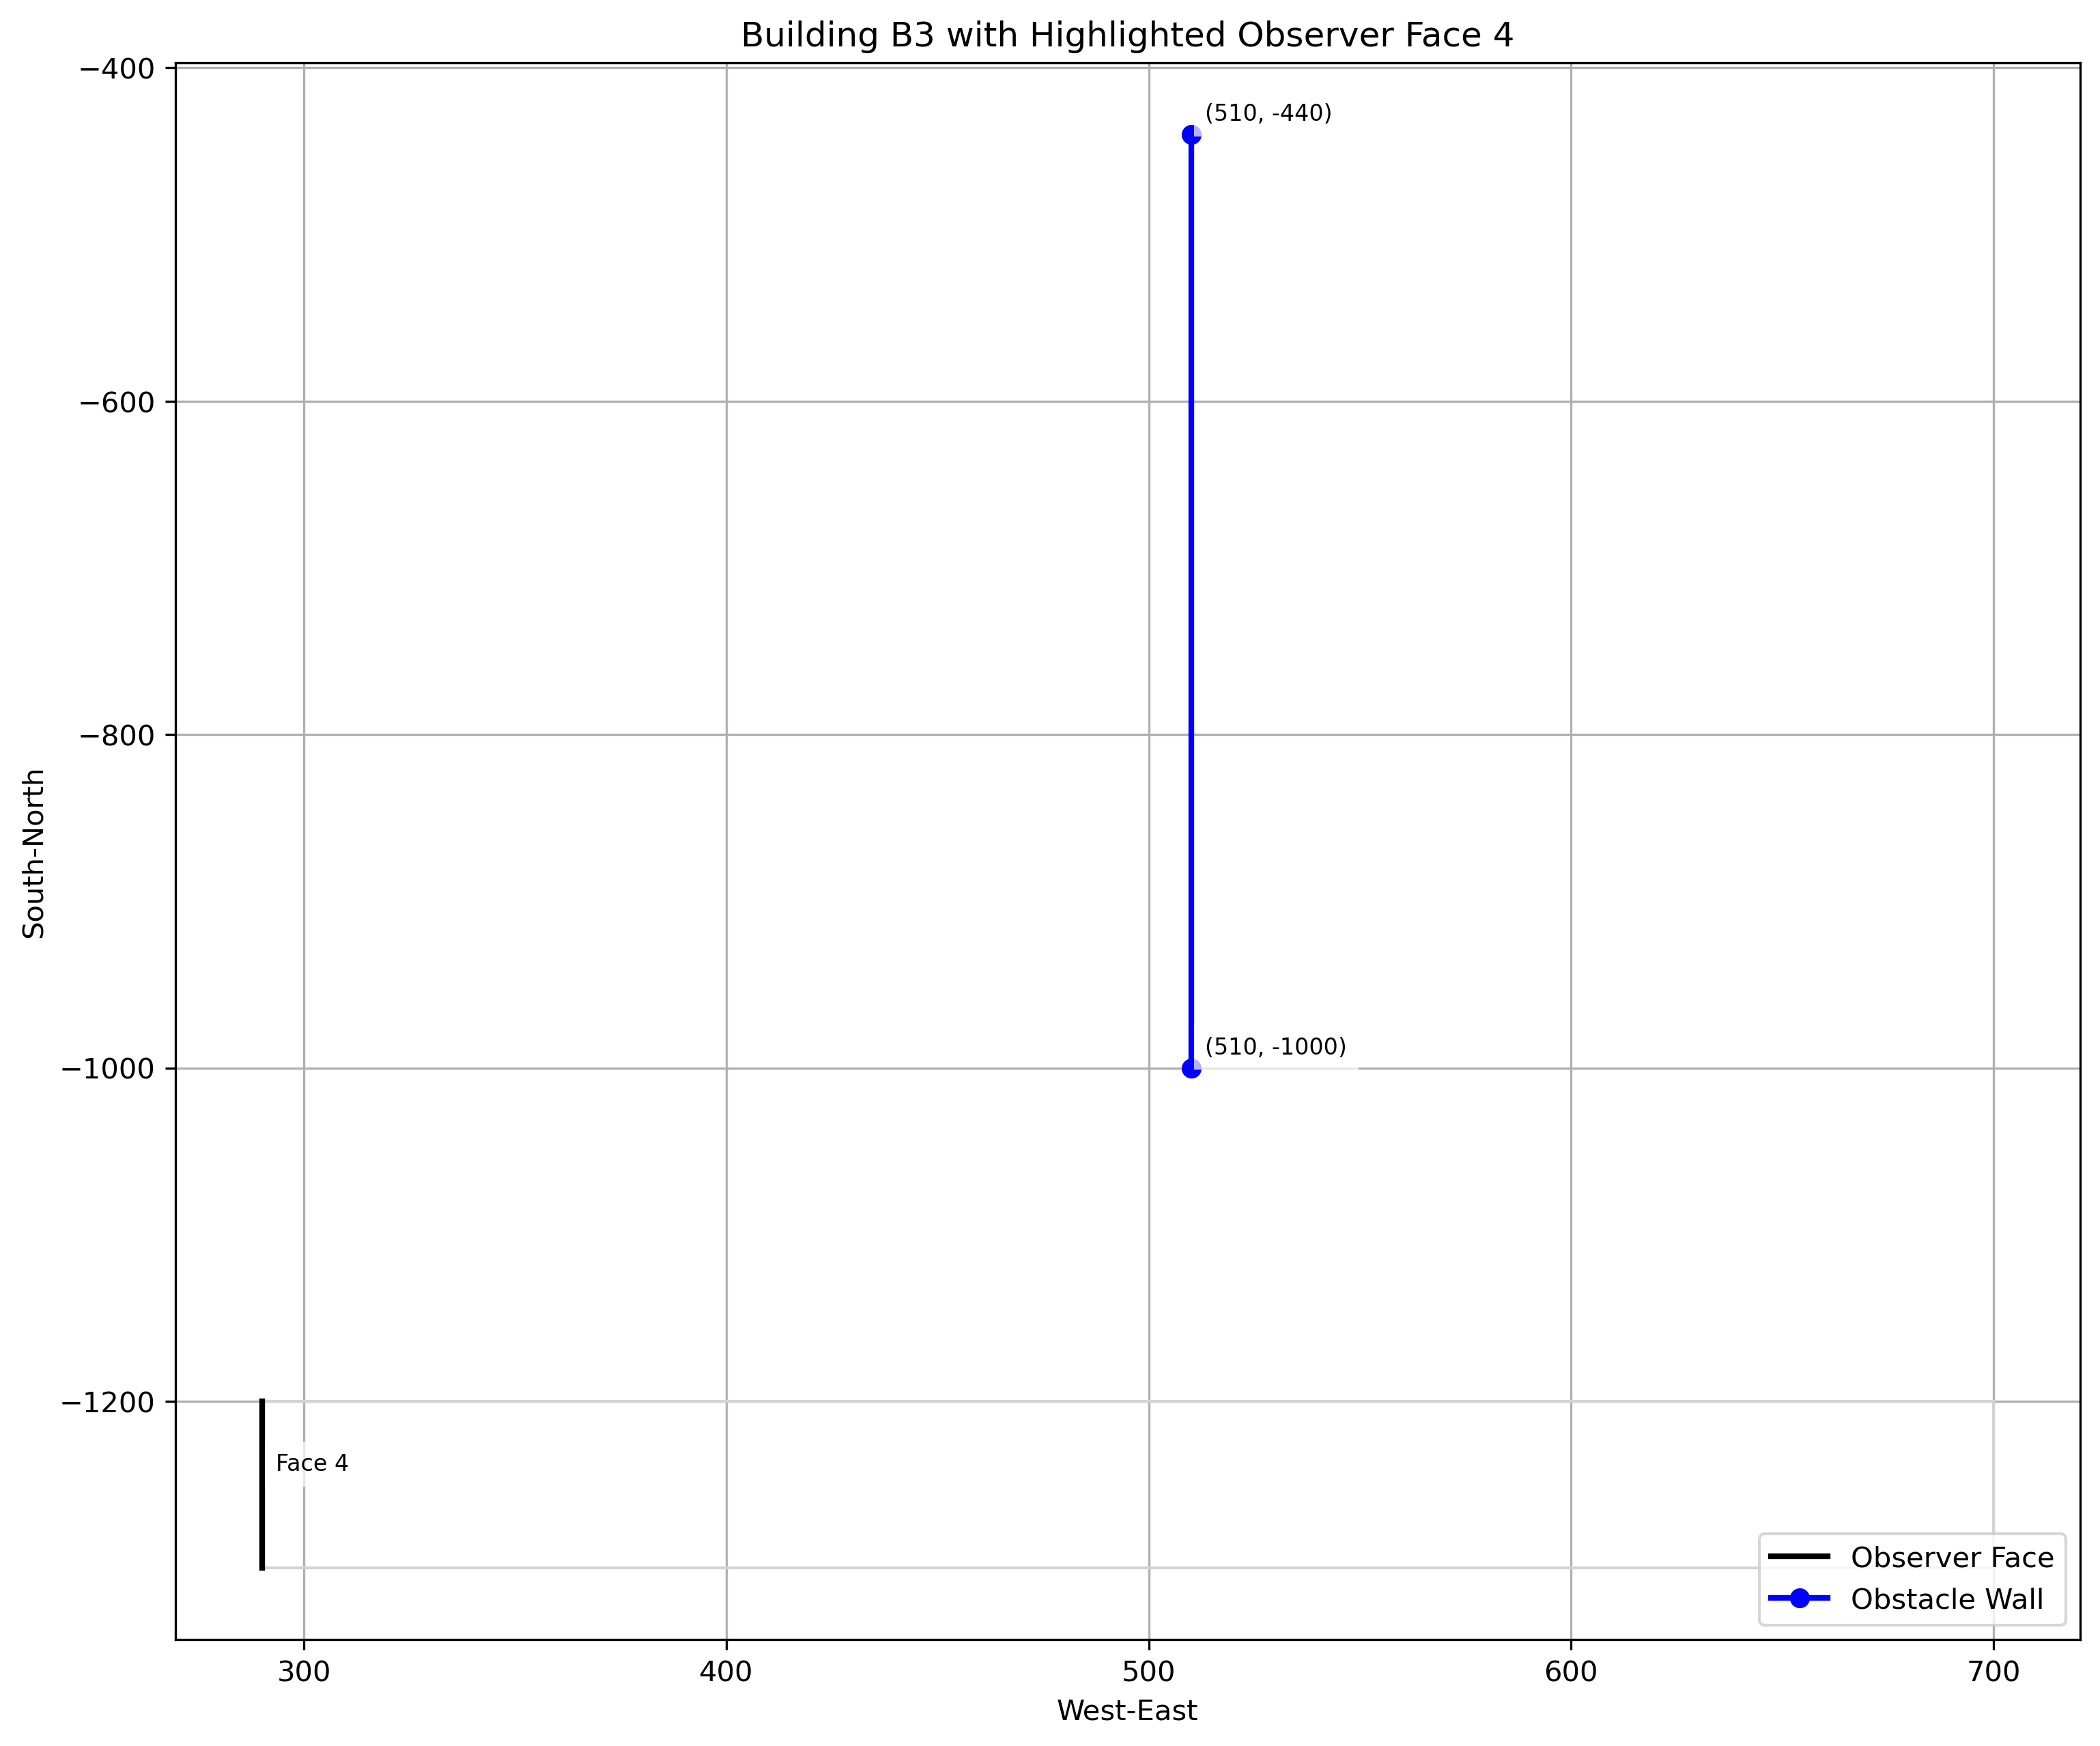 Building B3 with Highlighted Observer Face 4
−400
−600
−800
−1000
−1200
South-North
(510, -440)
(510, -1000)
Face 4
Observer Face
Obstacle Wall
300
400
500
600
700
West-East